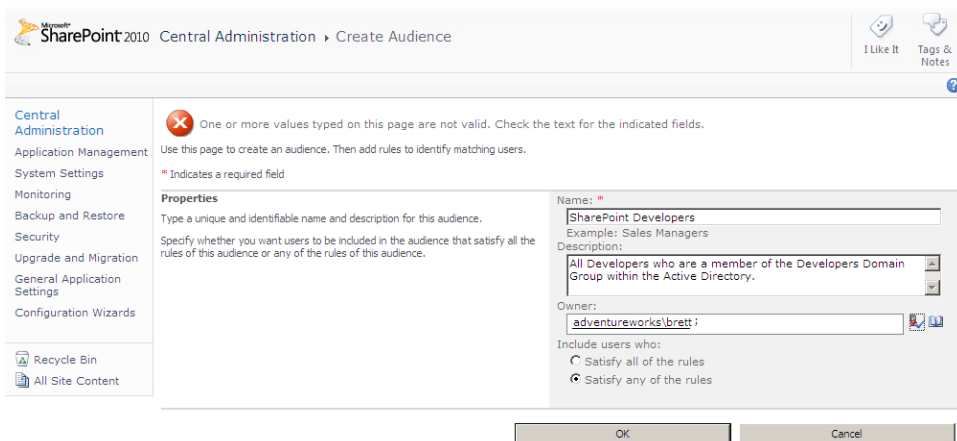 Microsoft®
SharePoint® 2010 Central Administration ▸ Create Audience
I Like It
Tags &
Notes
Central
Administration
Application Management
System Settings
Monitoring
Backup and Restore
Security
Upgrade and Migration
General Application
Settings
Configuration Wizards
Recycle Bin
All Site Content
One or more values typed on this page are not valid. Check the text for the indicated fields.
Use this page to create an audience. Then add rules to identify matching users.
* Indicates a required field
Properties
Type a unique and identifiable name and description for this audience.
Specify whether you want users to be included in the audience that satisfy all the
rules of this audience or any of the rules of this audience.
Name: *
SharePoint Developers
Example: Sales Managers
Description:
All Developers who are a member of the Developers Domain
Group within the Active Directory.
Owner:
adventureworks\brett ;
Include users who:
Satisfy all of the rules
Satisfy any of the rules
OK
Cancel